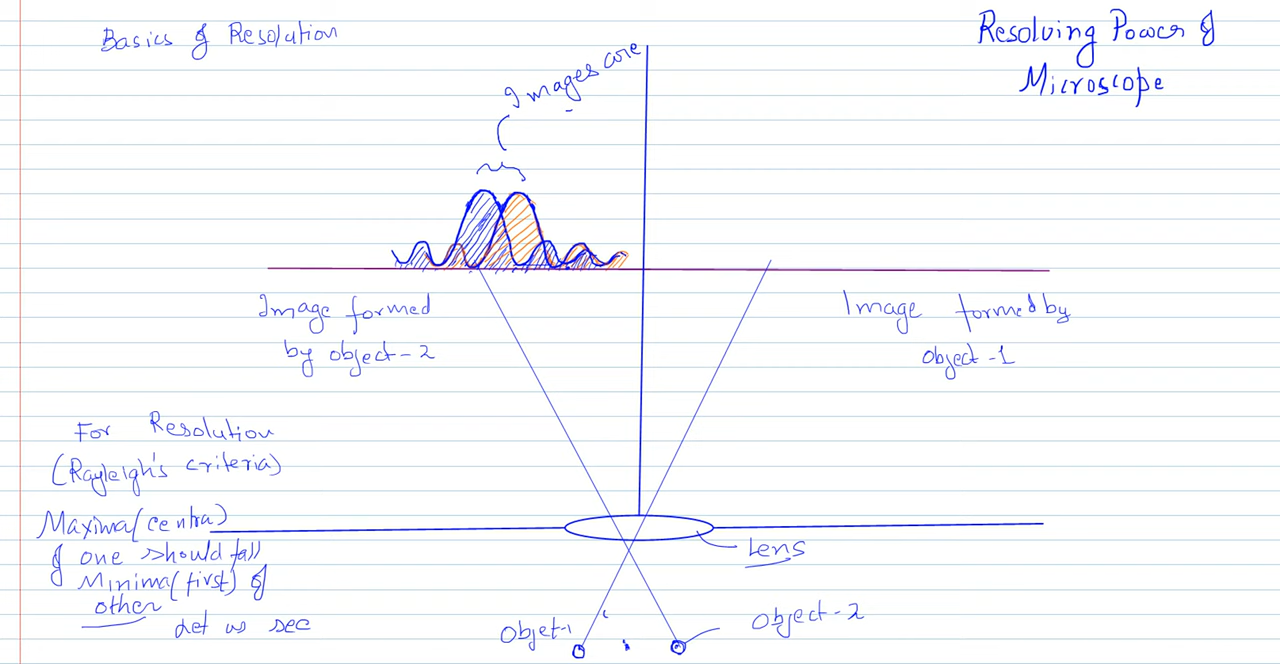 Basics of Resolution
Resolving Power of
Microscope
Images are
Image formed
by object-2
Image formed by
object-1
For Resolution
(Rayleigh's criteria)
Maxima(centra)
of one should fall
Minima(first) of
other
Let us see
Lens
Objet-1
Object-2